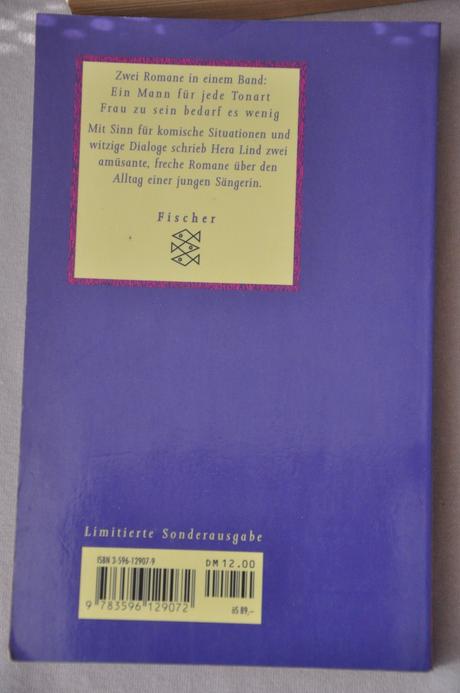 Zwei Romane in einem Band:
Ein Mann für jede Tonart
Frau zu sein bedarf es wenig
Mit Sinn für komische Situationen und
witzige Dialoge schrieb Hera Lind zwei
amüsante, freche Romane über den
Alltag einer jungen Sängerin.
Fischer
Limitierte Sonderausgabe
ISBN 3-596-12907-9
DM 12.00
9 783596 129072
öS 89,–